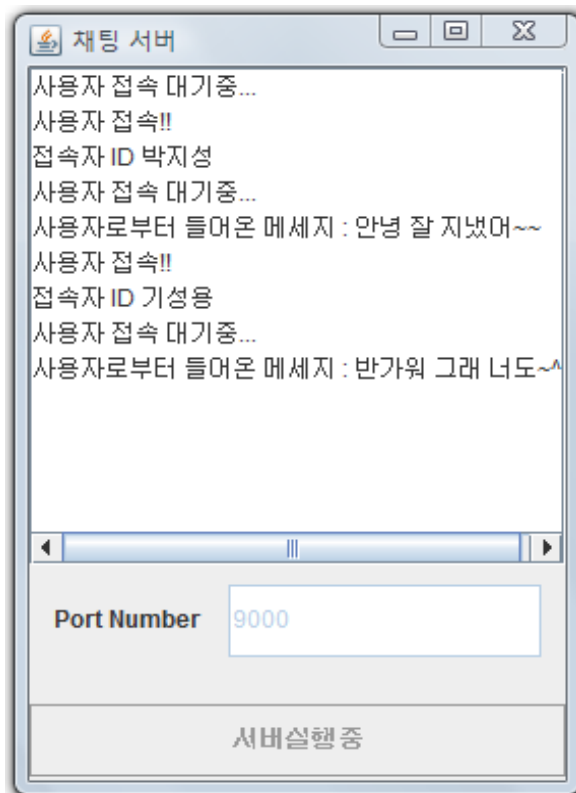 채팅 서버
사용자 접속 대기중...
사용자 접속!!
접속자 ID 박지성
사용자 접속 대기중...
사용자로부터 들어온 메세지 : 안녕 잘 지냈어~~
사용자 접속!!
접속자 ID 기성용
사용자 접속 대기중...
사용자로부터 들어온 메세지 : 반가워 그래 너도~^
Port Number 9000
서버실행중